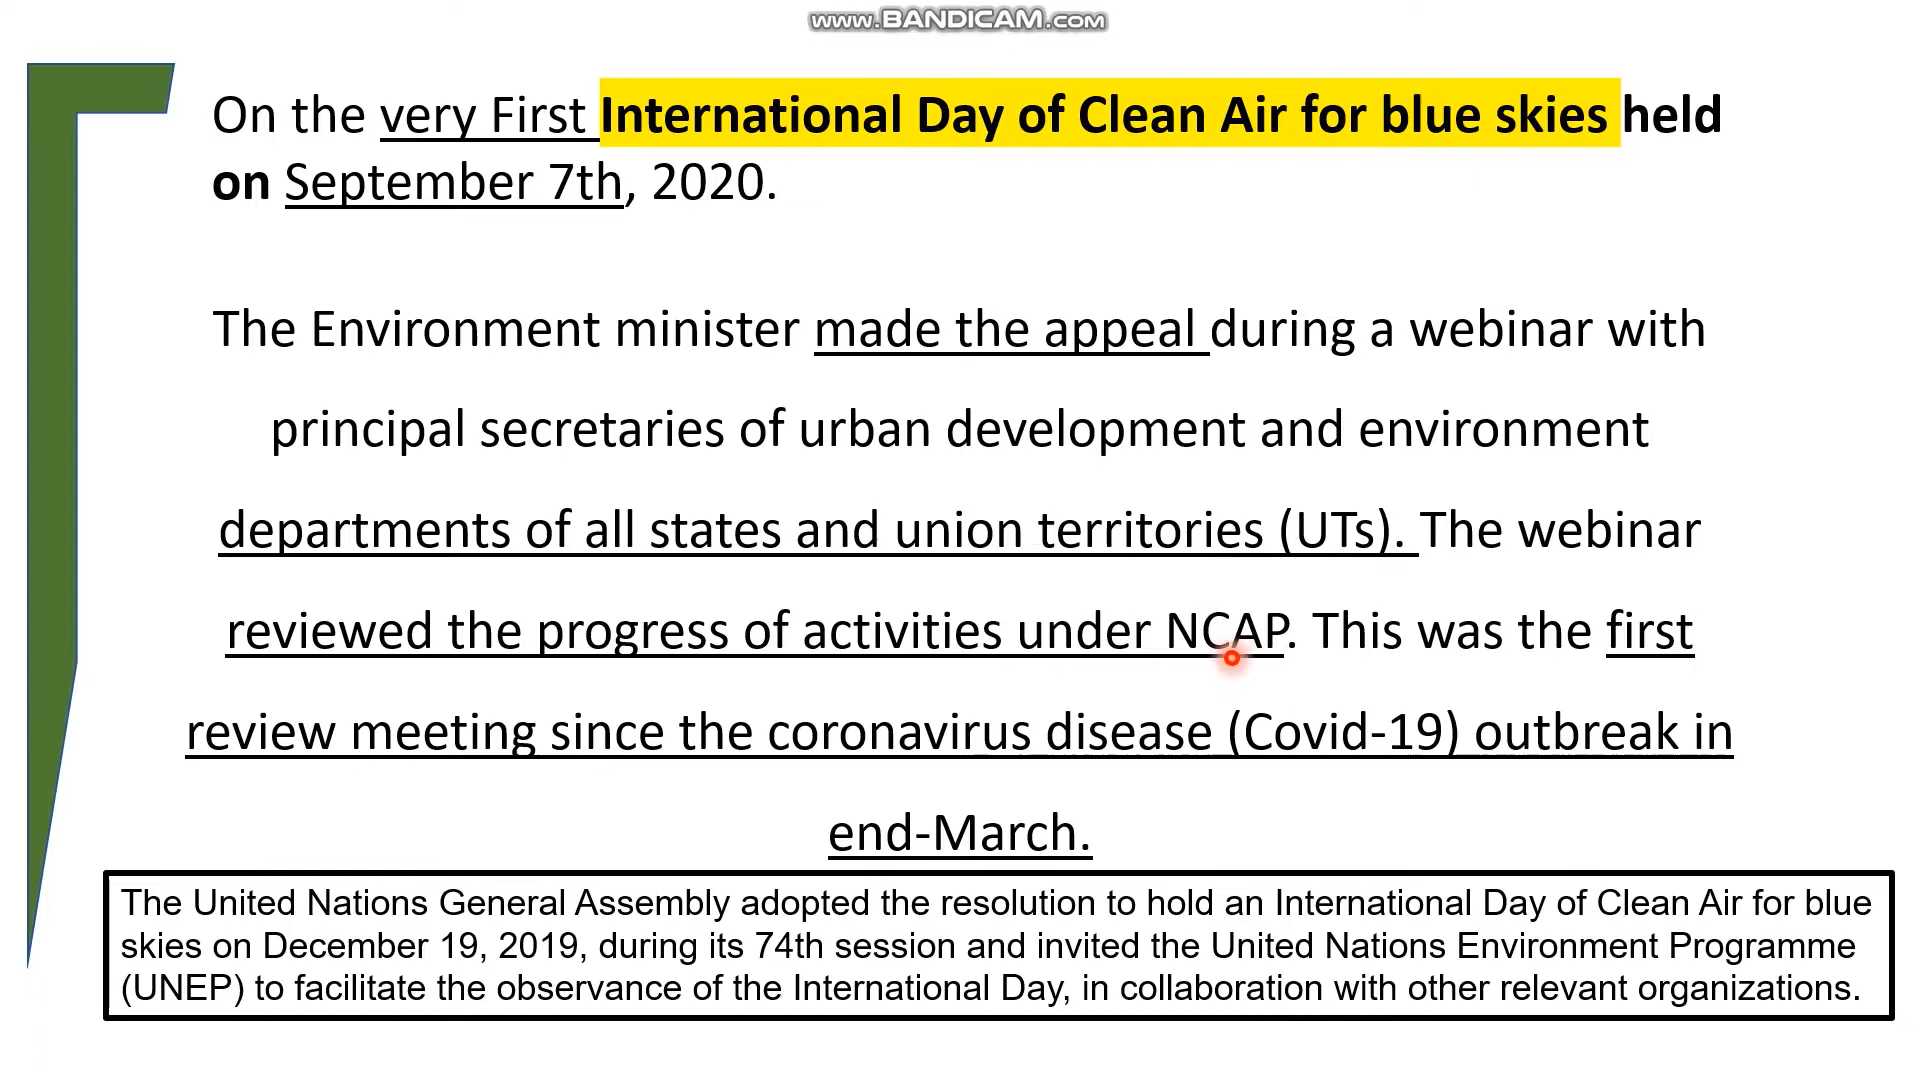 www.BANDICAM.com
On the very First International Day of Clean Air for blue skies held
on September 7th, 2020.
The Environment minister made the appeal during a webinar with
principal secretaries of urban development and environment
departments of all states and union territories (UTs). The webinar
reviewed the progress of activities under NCAP. This was the first
review meeting since the coronavirus disease (Covid-19) outbreak in
end-March.
The United Nations General Assembly adopted the resolution to hold an International Day of Clean Air for blue
skies on December 19, 2019, during its 74th session and invited the United Nations Environment Programme
(UNEP) to facilitate the observance of the International Day, in collaboration with other relevant organizations.